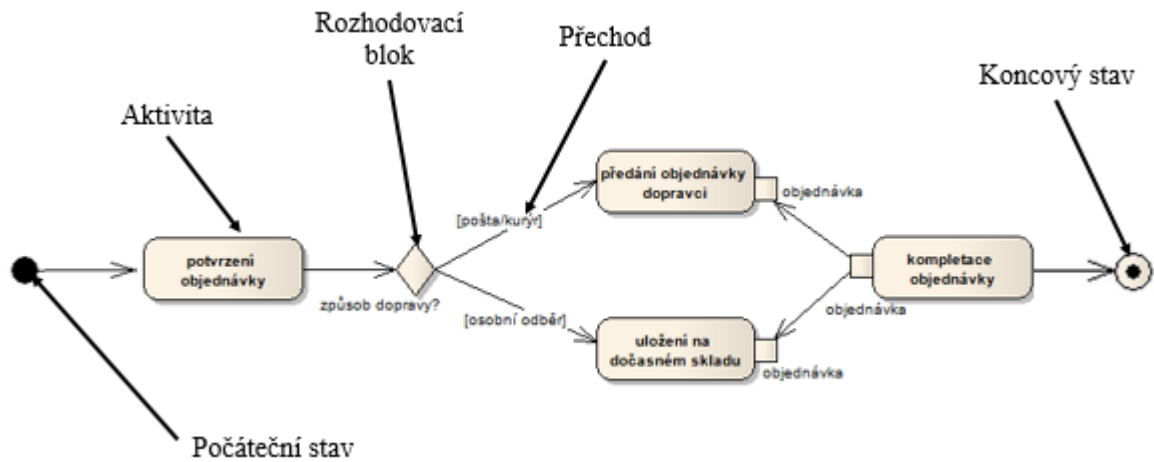 Rozhodovací
blok
Přechod
Koncový stav
Aktivita
předání objednávky
dopravci
objednávka
[pošta/kurýr]
potvrzení
objednávky
kompletace
objednávky
způsob dopravy?
[osobní odběr]
objednávka
uložení na
dočasném skladu
objednávka
Počáteční stav